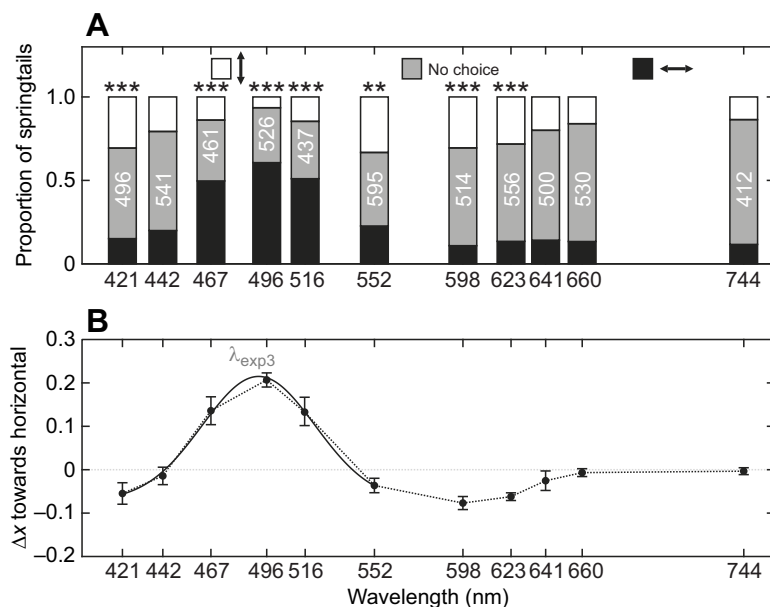 A
No choice
*** *** *** *** ** *** ***
Proportion of springtails
1.0
0.5
0
496 541 461 526 437 595 514 556 500 530 412
421 442 467 496 516 552 598 623 641 660 744
B
λexp3
Δx towards horizontal
0.3
0.2
0.1
0
–0.1
–0.2
421 442 467 496 516 552 598 623 641 660 744
Wavelength (nm)